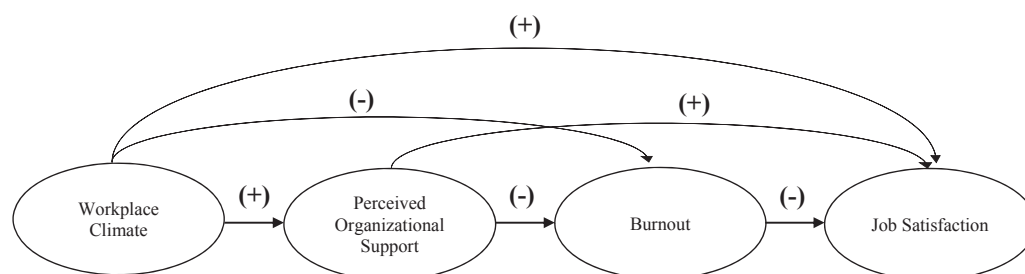 (+)
(-)
(+)
Workplace
Climate
(+)
Perceived
Organizational
Support
(-)
Burnout
(-)
Job Satisfaction